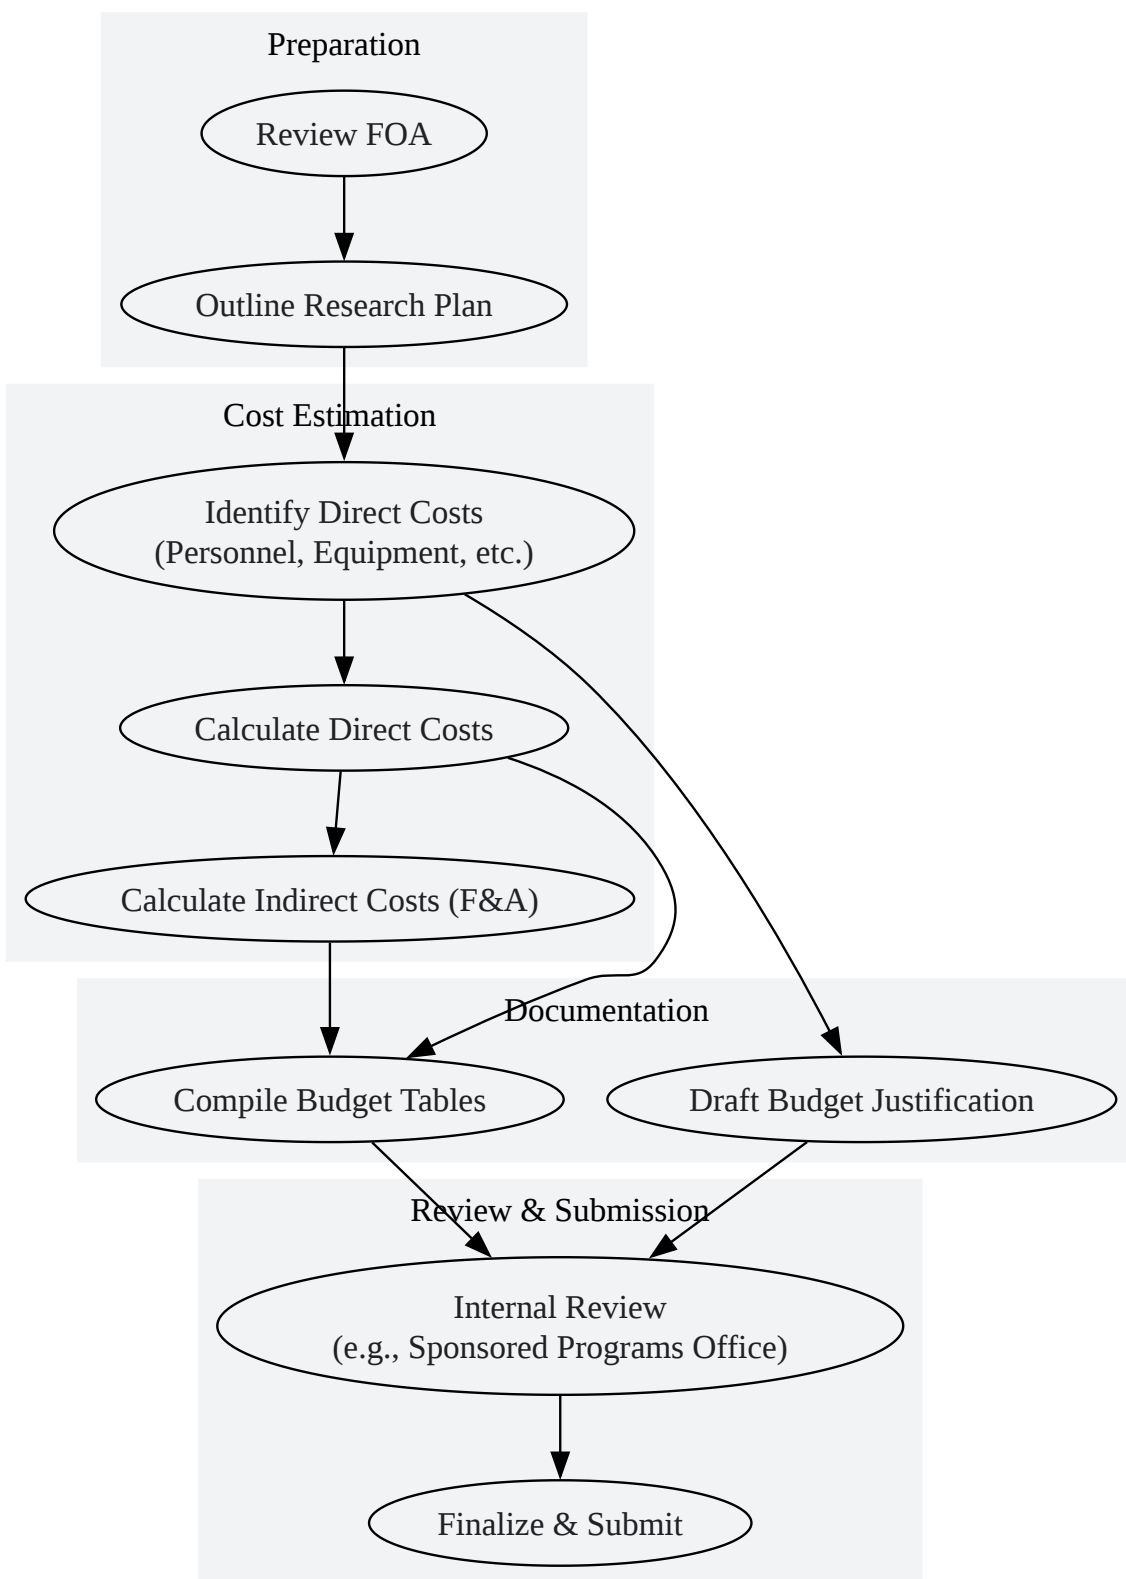 Preparation
Review FOA
Outline Research Plan
Cost Estimation
Identify Direct Costs
(Personnel, Equipment, etc.)
Calculate Direct Costs
Calculate Indirect Costs (F&A)
Documentation
Compile Budget Tables
Draft Budget Justification
Review & Submission
Internal Review
(e.g., Sponsored Programs Office)
Finalize & Submit